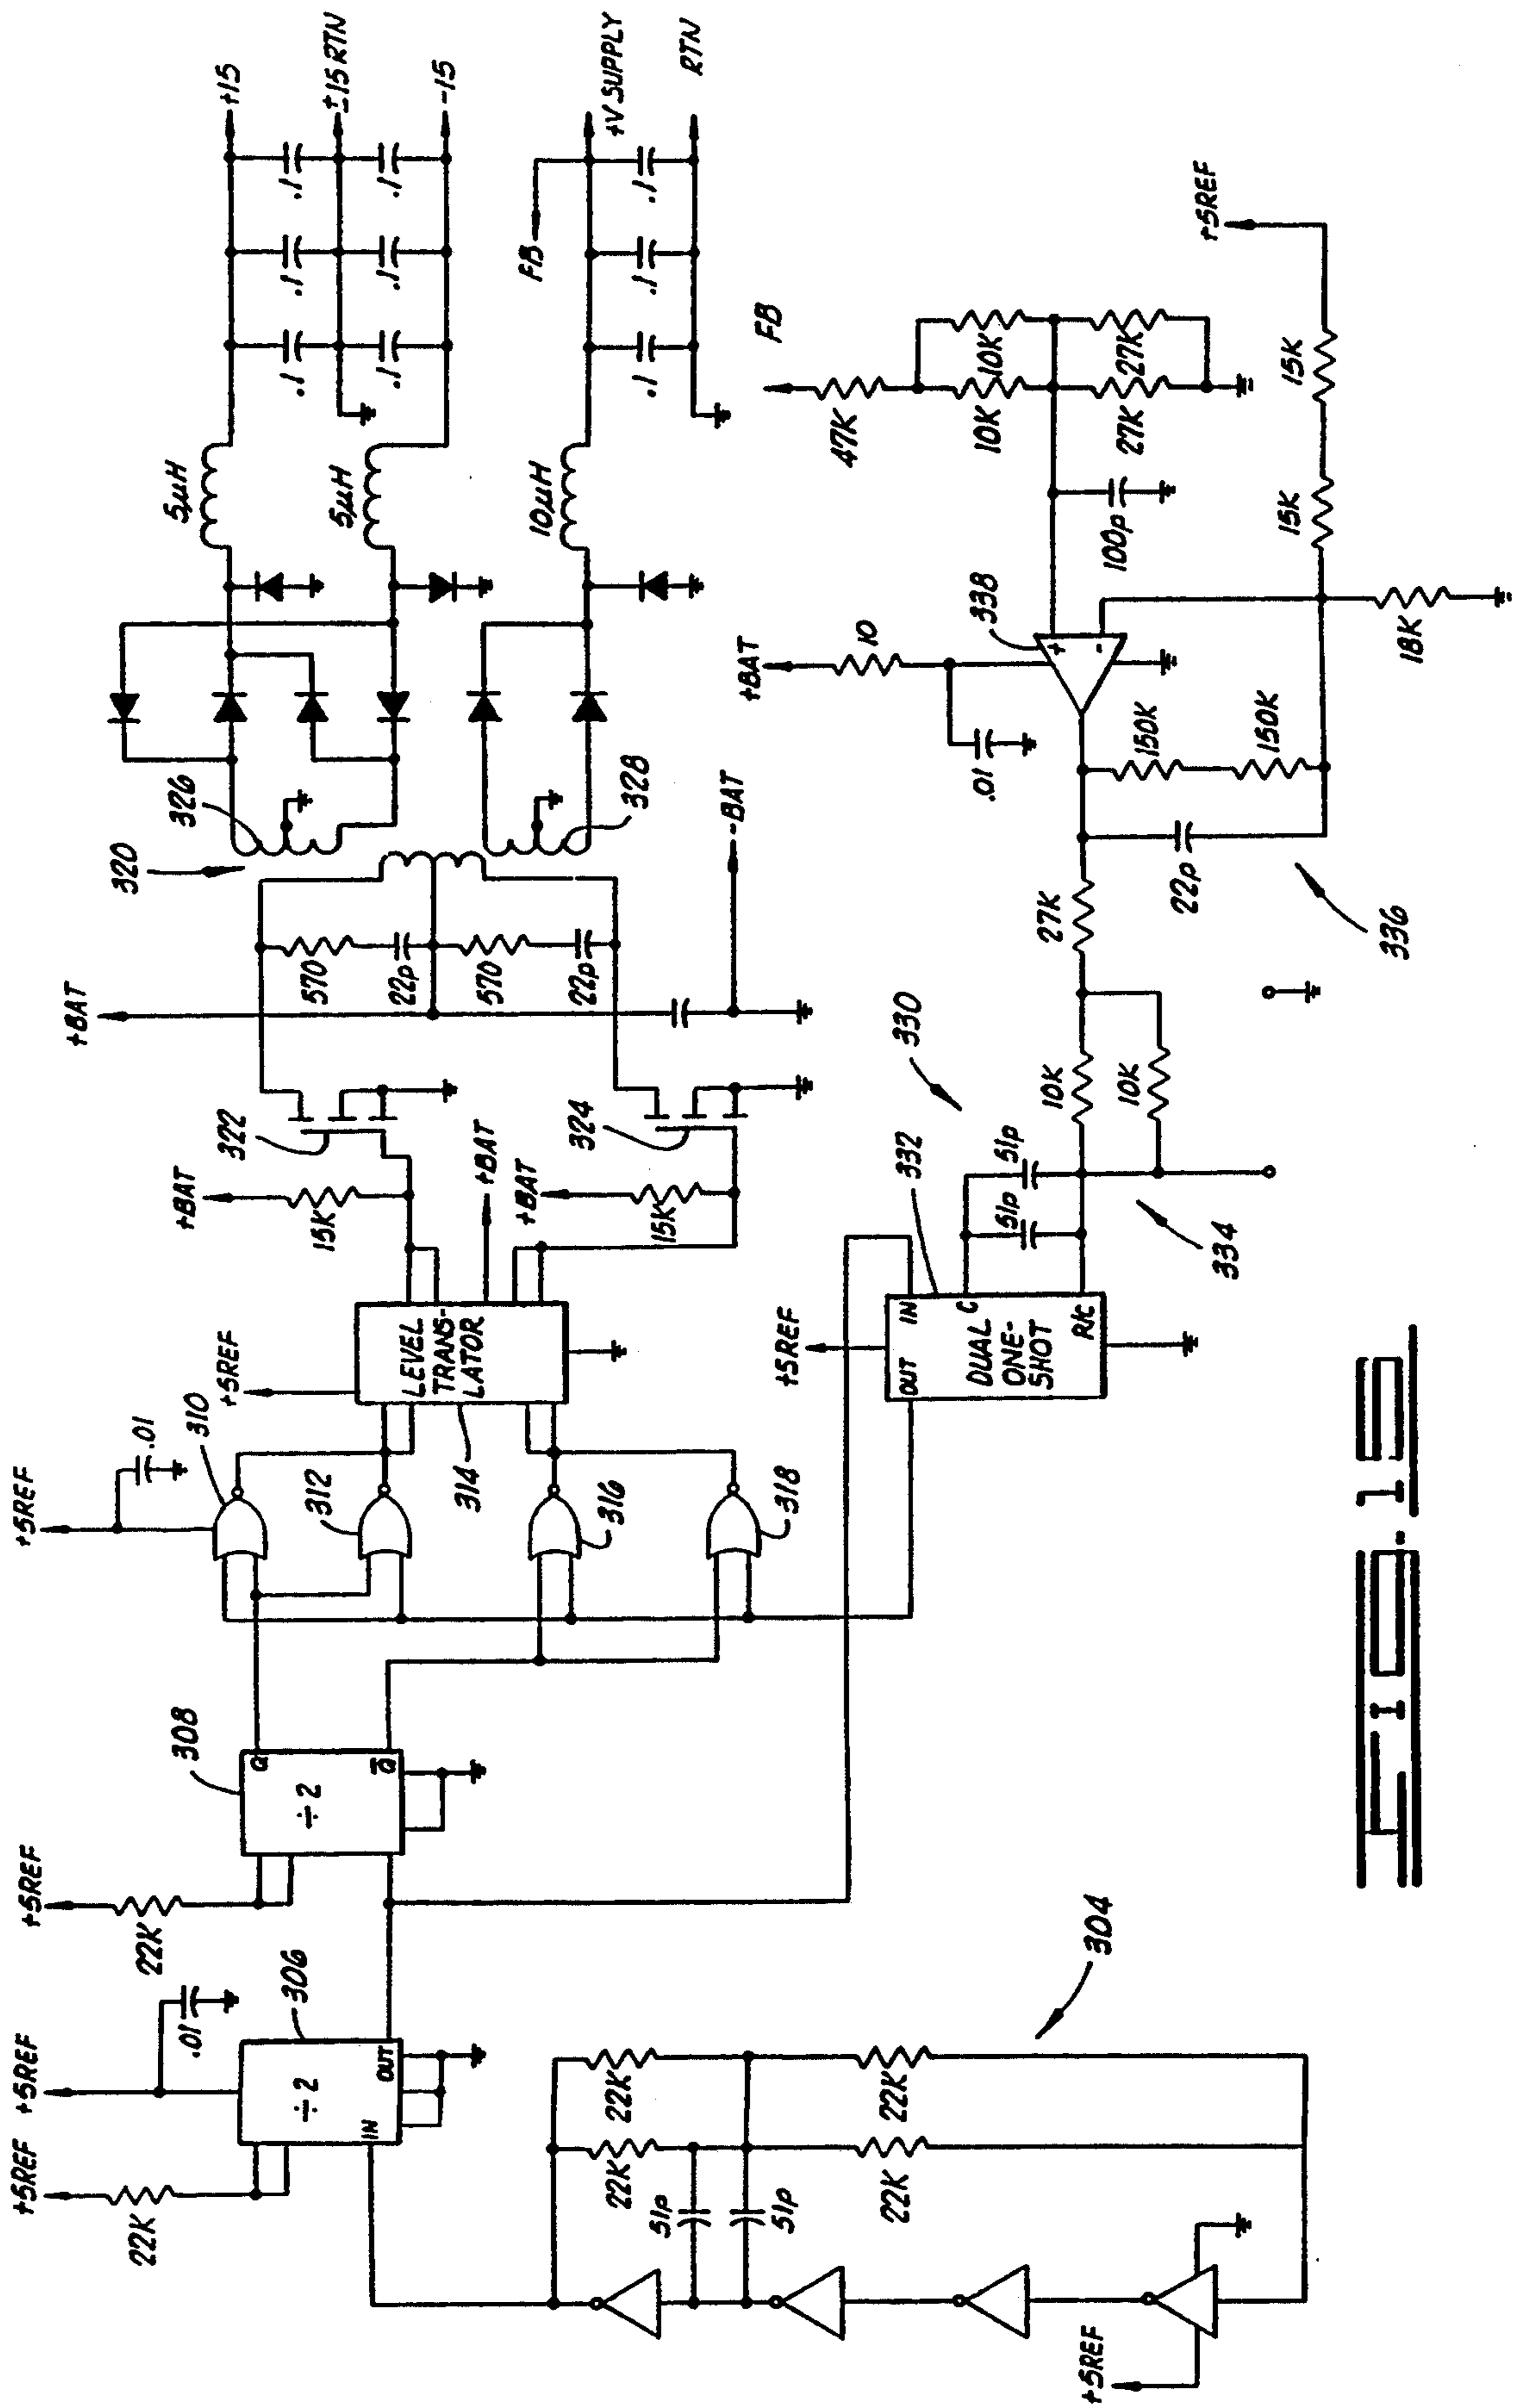 +15
±15 RTN
-15
+V SUPPLY
RTN
.1
.1
.1
.1
.1
.1
.1
.1
.1
FB
5µH
5µH
10µH
326
320
328
-BAT
+BAT
570
22p
570
22p
322
324
+BAT
15K
+BAT
+BAT
15K
+5REF
LEVEL
TRANS-
LATOR
314
+5REF
.01
310
312
316
318
308
Q
Q̅
÷2
+5REF
22K
306
÷2
IN
OUT
+5REF
.01
+5REF
22K
22K
22K
22K
22K
51p
51p
304
+5REF
+5REF
OUT
IN
DUAL
ONE-
SHOT
C
R/C
332
330
51p
51p
334
10K
10K
27K
22p
336
150K
150K
338
+
-
+BAT
10
.01
100p
FB
47K
10K
10K
27K
27K
+5REF
15K
15K
18K
FIG. 15